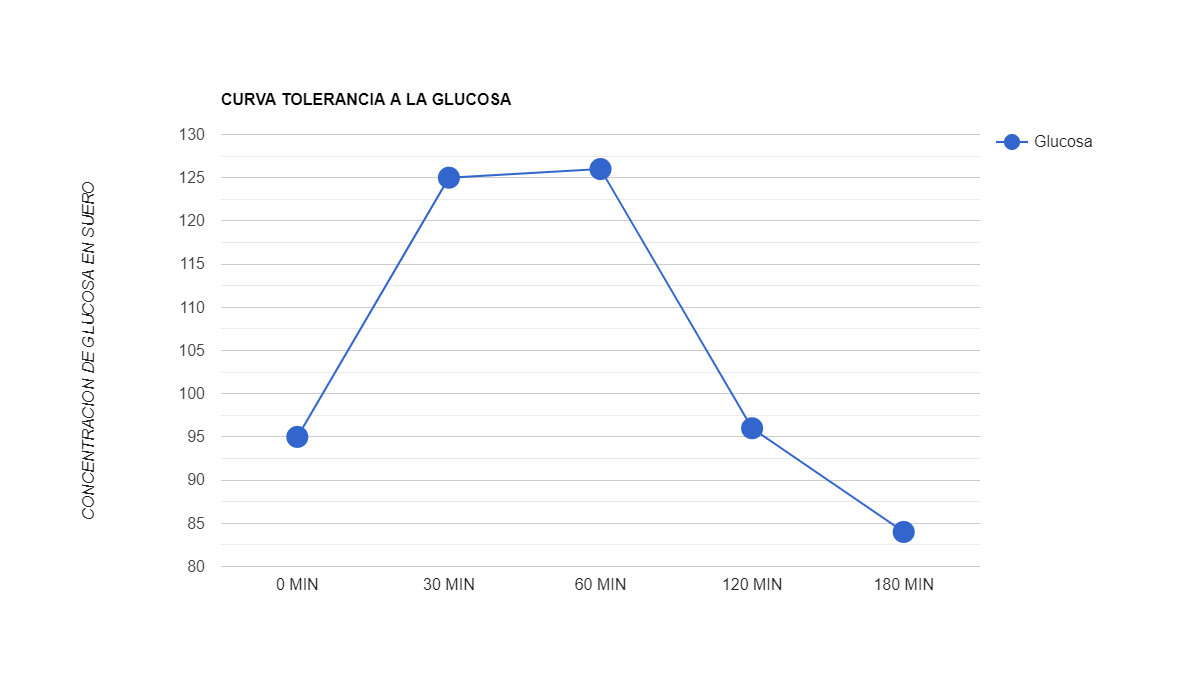 CURVA TOLERANCIA A LA GLUCOSA
Glucosa
CONCENTRACION DE GLUCOSA EN SUERO
130
125
120
115
110
105
100
95
90
85
80
0 MIN
30 MIN
60 MIN
120 MIN
180 MIN